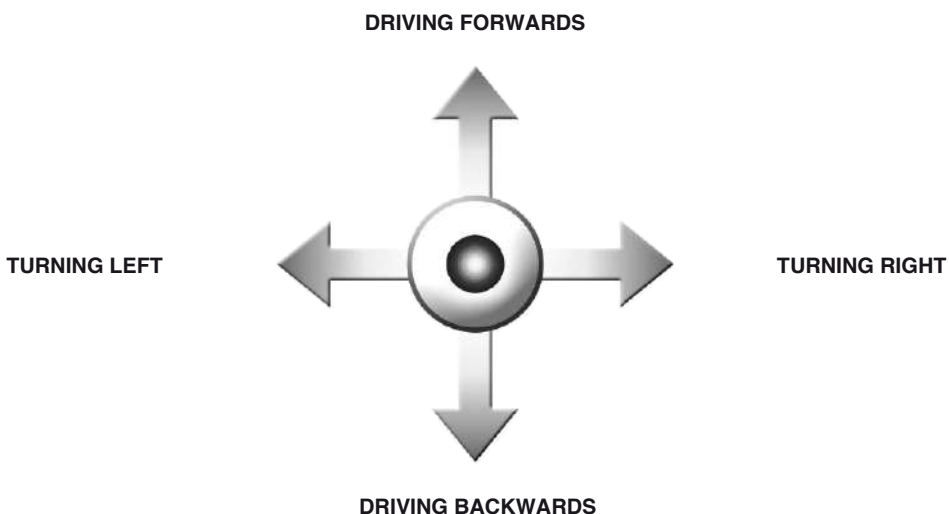 DRIVING FORWARDS
TURNING LEFT
TURNING RIGHT
DRIVING BACKWARDS